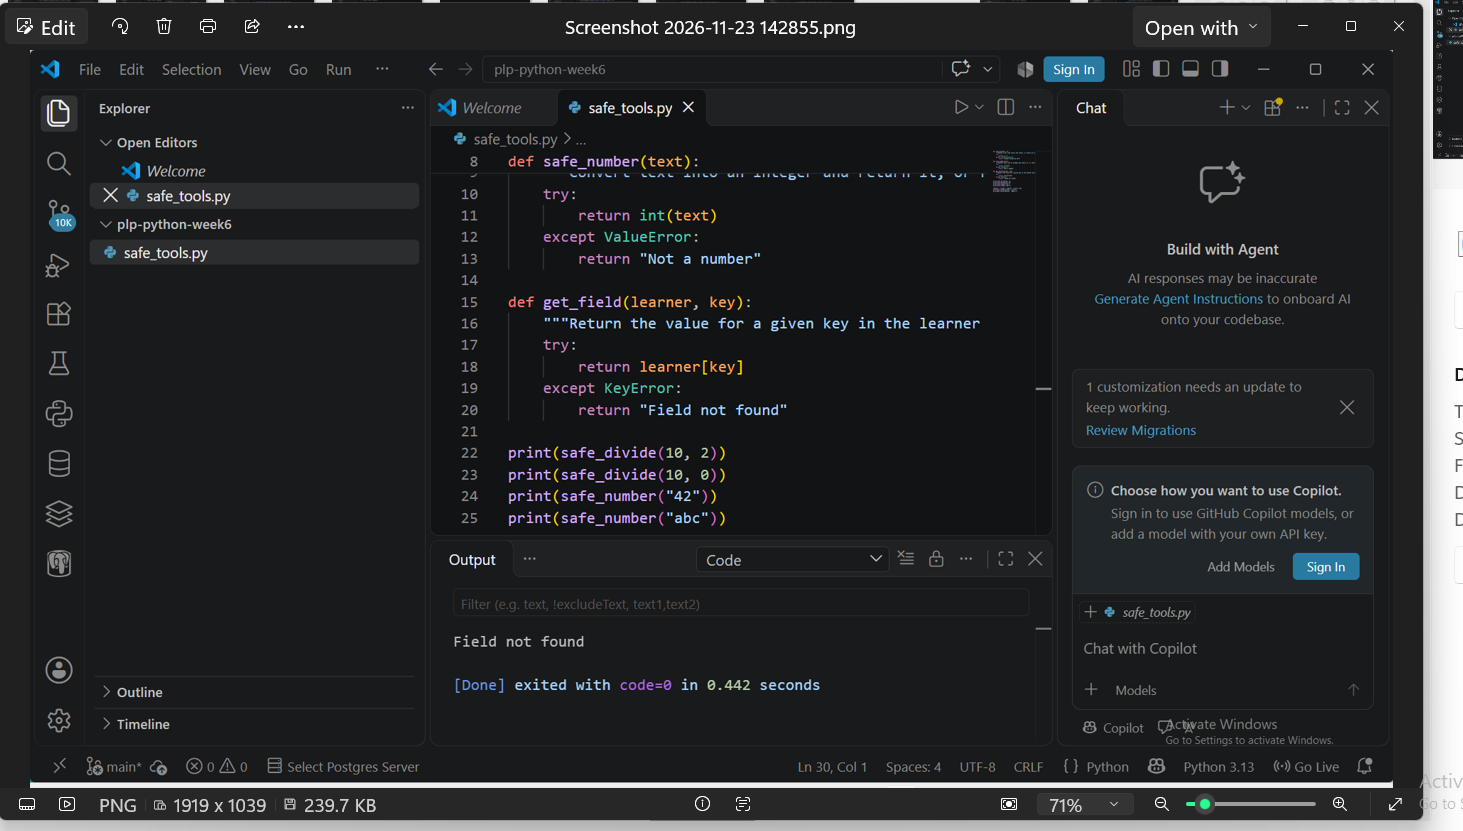 Edit
Screenshot 2026-11-23 142855.png
Open with
File Edit Selection View Go Run
plp-python-week6
Sign In
Explorer
Open Editors
Welcome
safe_tools.py
plp-python-week6
safe_tools.py
10K
Outline
Timeline
Welcome
safe_tools.py
safe_tools.py > ...
8 def safe_number(text):
10 try:
11 return int(text)
12 except ValueError:
13 return "Not a number"
14
15 def get_field(learner, key):
16 """Return the value for a given key in the learner
17 try:
18 return learner[key]
19 except KeyError:
20 return "Field not found"
21
22 print(safe_divide(10, 2))
23 print(safe_divide(10, 0))
24 print(safe_number("42"))
25 print(safe_number("abc"))
Output
Code
Filter (e.g. text, !excludeText, text1,text2)
Field not found
[Done] exited with code=0 in 0.442 seconds
Chat
Build with Agent
AI responses may be inaccurate
Generate Agent Instructions to onboard AI
onto your codebase.
1 customization needs an update to
keep working.
Review Migrations
Choose how you want to use Copilot.
Sign in to use GitHub Copilot models, or
add a model with your own API key.
Add Models
Sign In
safe_tools.py
Chat with Copilot
Models
Copilot
Activate Windows
Go to Settings to activate Windows.
main* 0 0 Select Postgres Server
Ln 30, Col 1 Spaces: 4 UTF-8 CRLF {} Python Python 3.13 Go Live
PNG 1919 x 1039 239.7 KB
71%